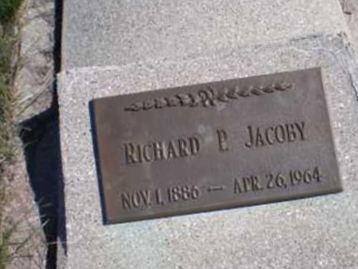 RICHARD P. JACOBY
NOV. 1, 1886 — APR. 26, 1964